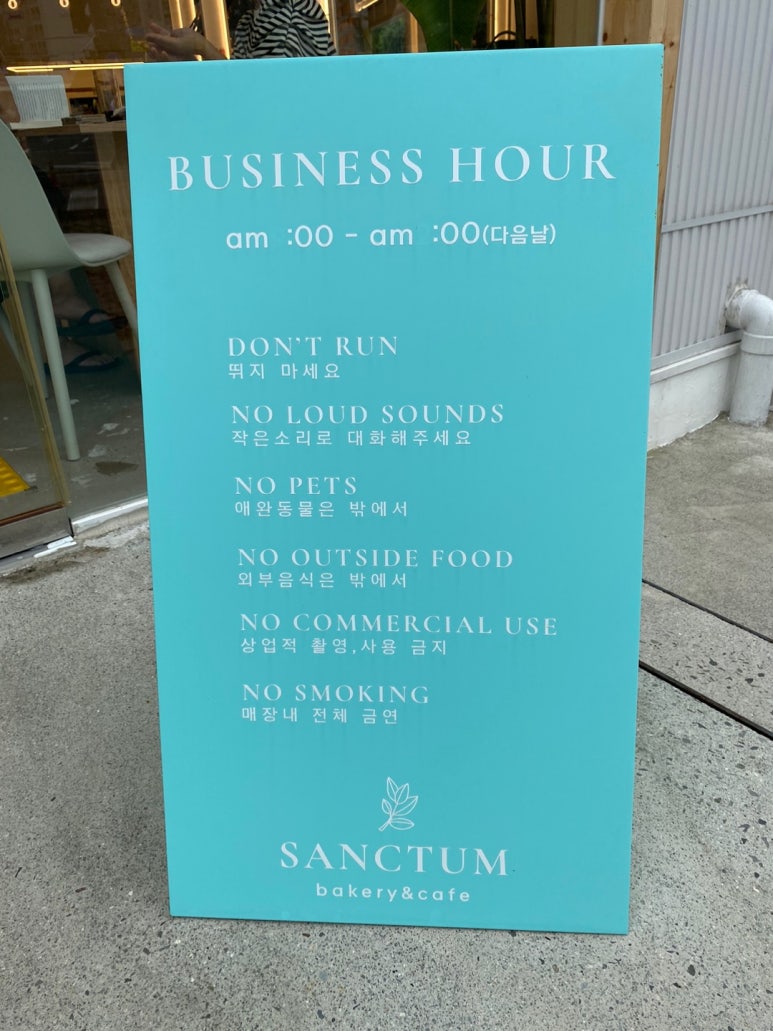 BUSINESS HOUR
am :00 - am :00(다음날)
DON'T RUN
뛰지 마세요
NO LOUD SOUNDS
작은소리로 대화해주세요
NO PETS
애완동물은 밖에서
NO OUTSIDE FOOD
외부음식은 밖에서
NO COMMERCIAL USE
상업적 촬영,사용 금지
NO SMOKING
매장내 전체 금연
SANCTUM
bakery&cafe